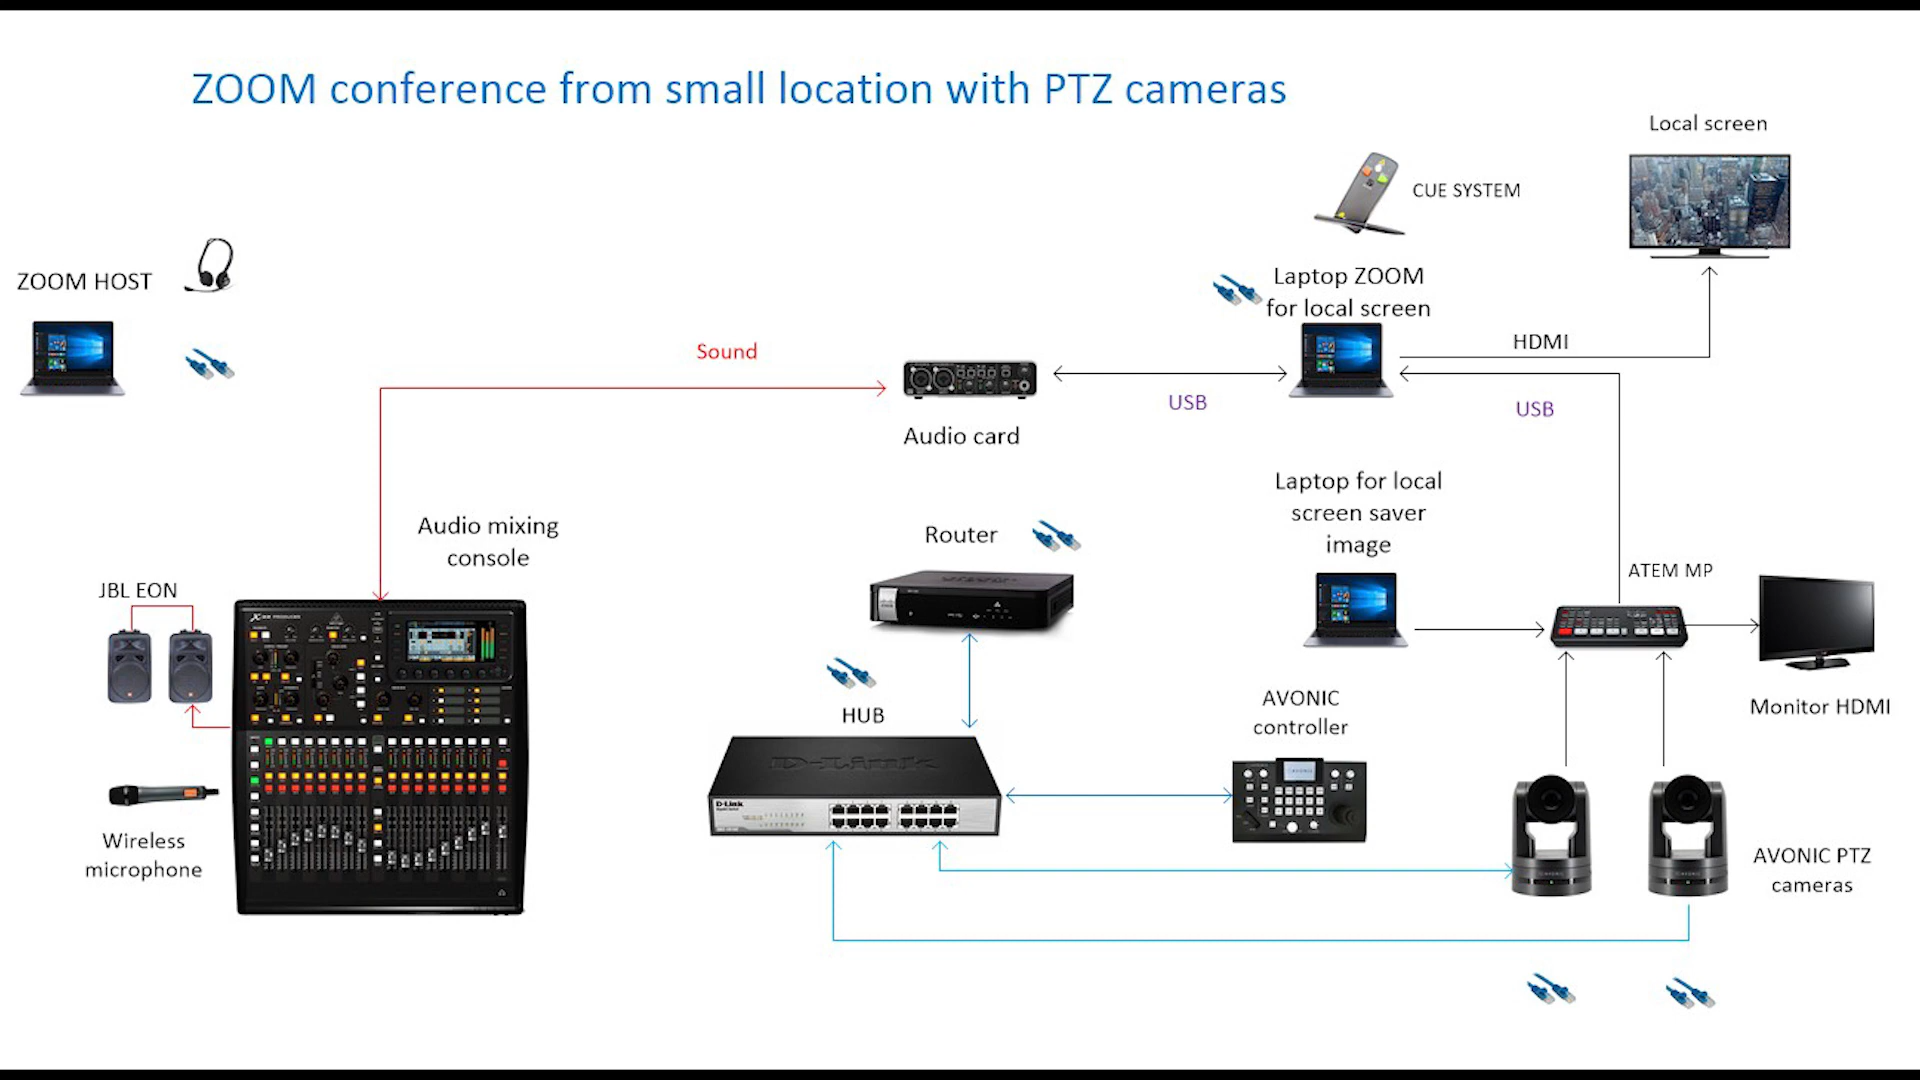 ZOOM conference from small location with PTZ cameras
Local screen
CUE SYSTEM
ZOOM HOST
Laptop ZOOM
for local screen
HDMI
Sound
USB
USB
Audio card
Laptop for local
screen saver
image
Audio mixing
console
Router
ATEM MP
JBL EON
AVONIC
controller
Monitor HDMI
HUB
D-Link
D-Link
Wireless
microphone
AVONIC PTZ
cameras